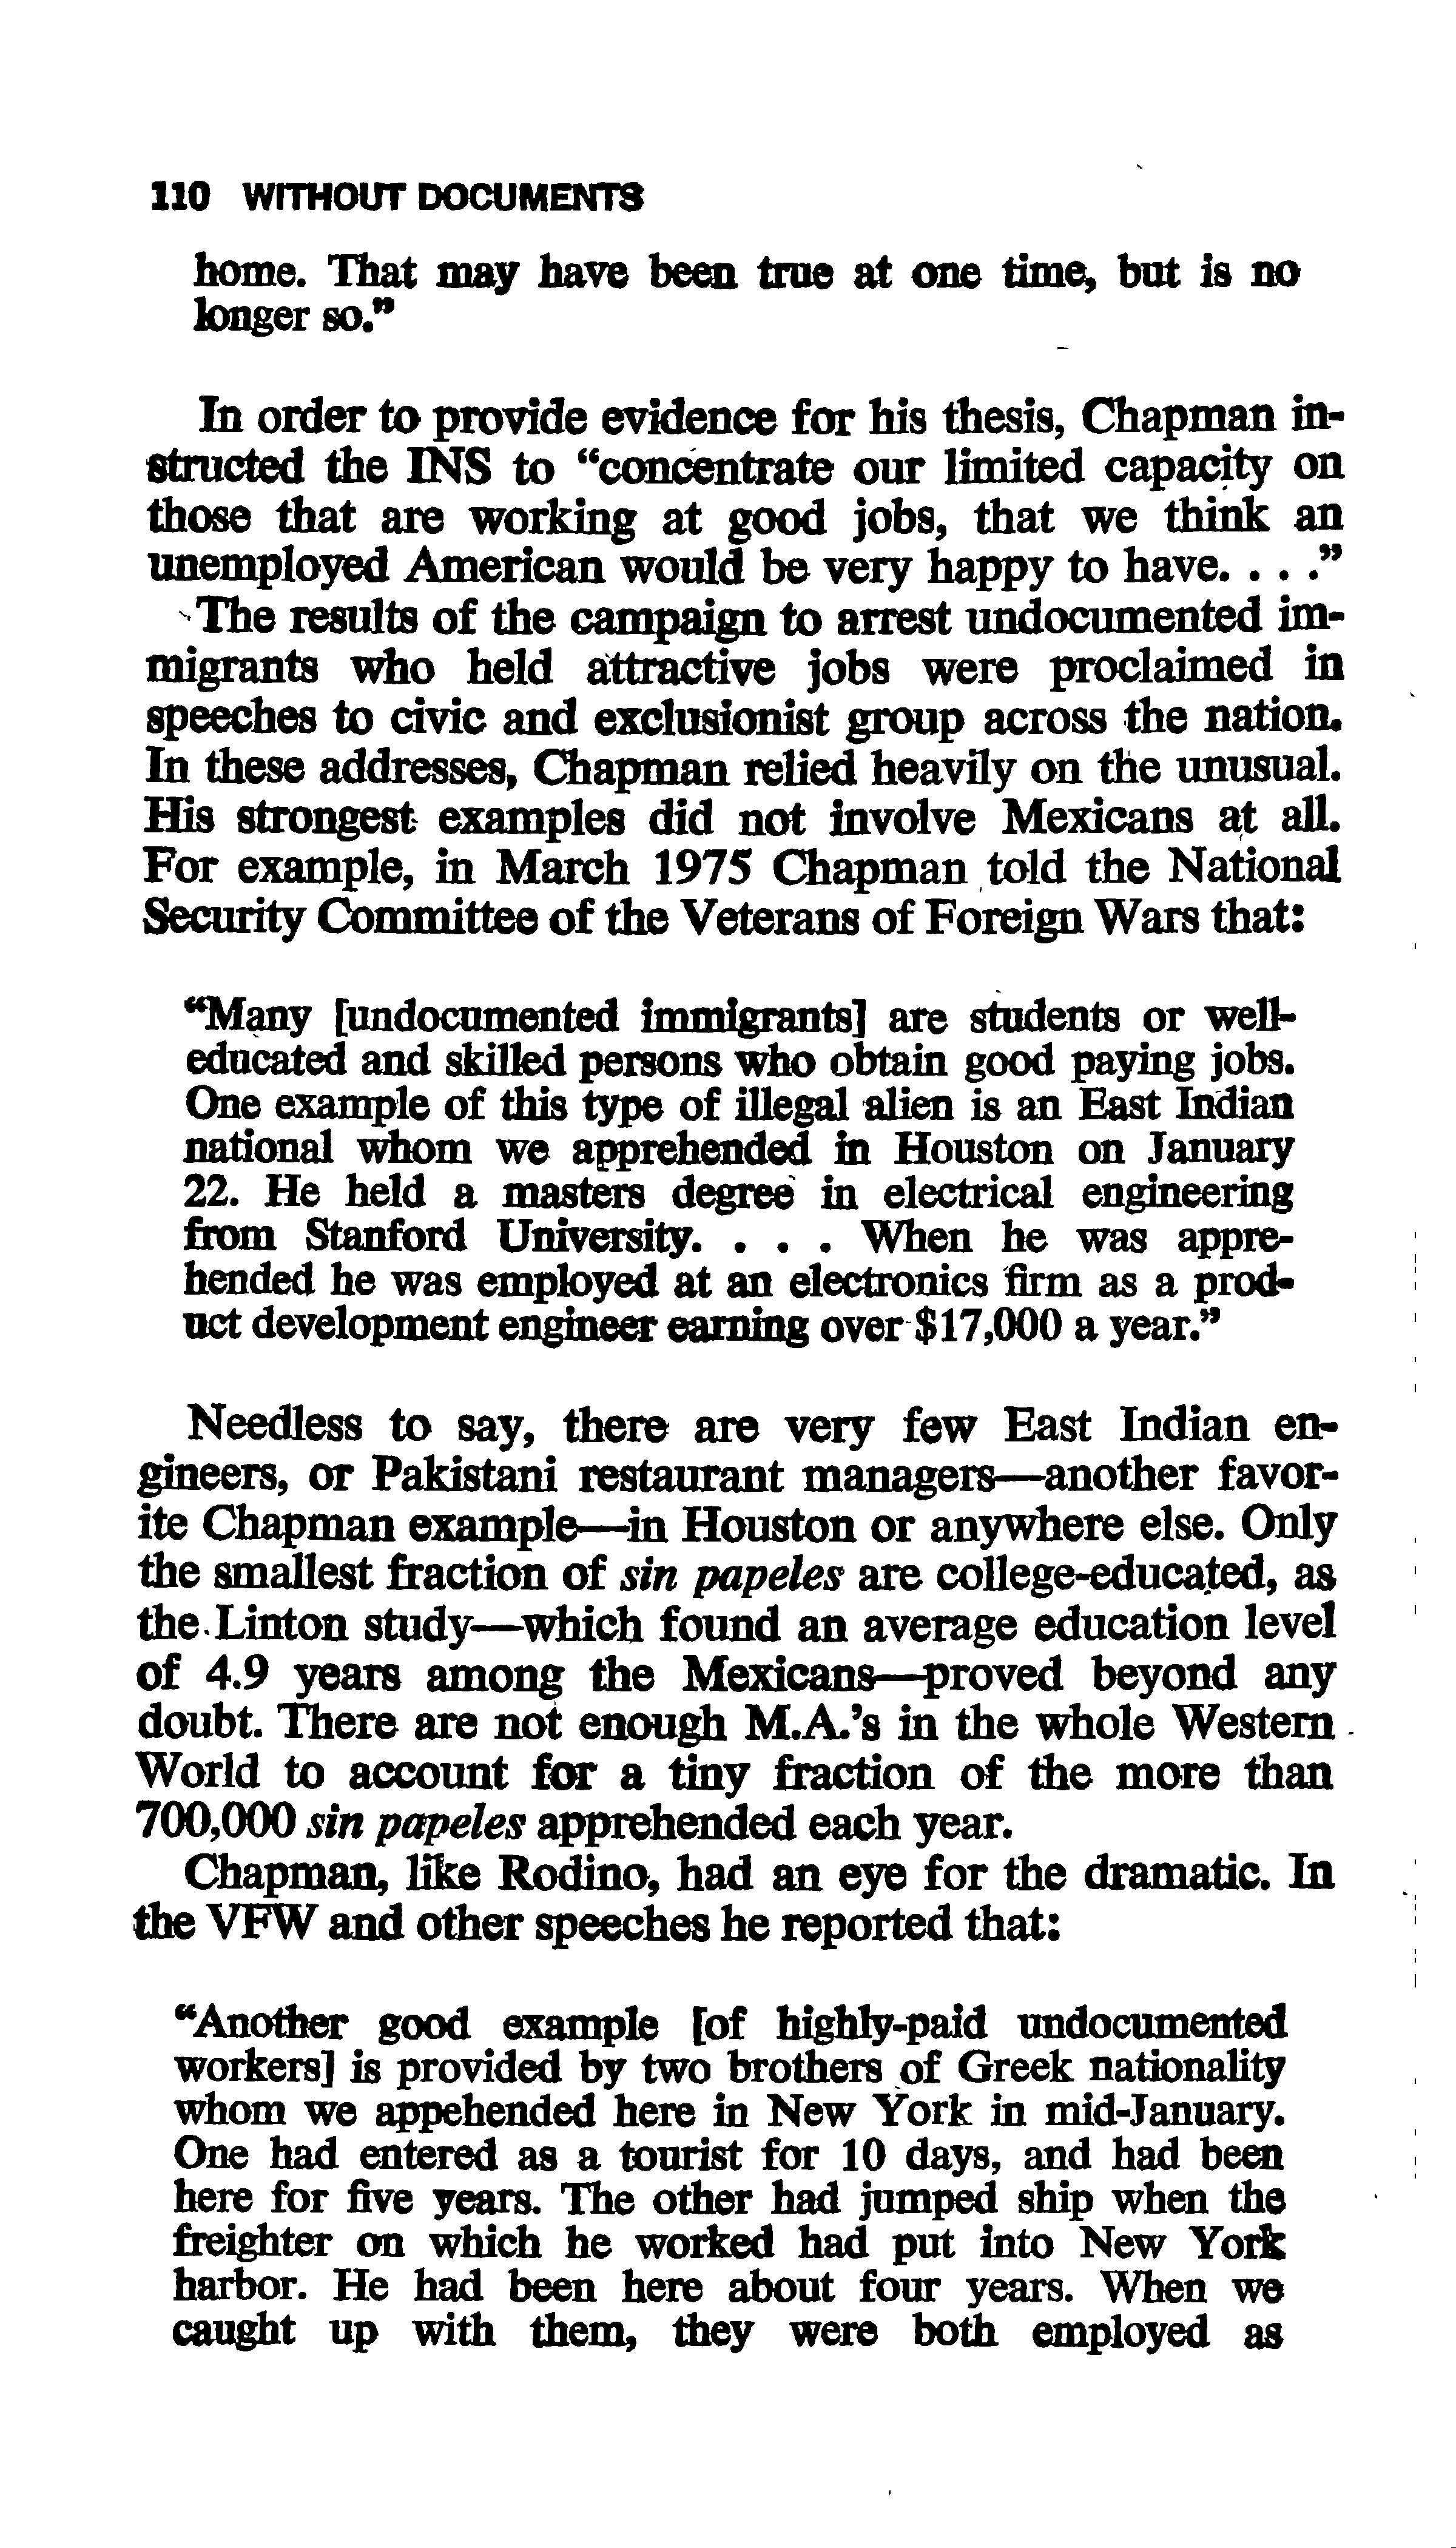 110 WITHOUT DOCUMENTS
home. That may have been true at one time, but is no
longer so.”
In order to provide evidence for his thesis, Chapman in-
structed the INS to “concentrate our limited capacity on
those that are working at good jobs, that we think an
unemployed American would be very happy to have. . . .”
The results of the campaign to arrest undocumented im-
migrants who held attractive jobs were proclaimed in
speeches to civic and exclusionist group across the nation.
In these addresses, Chapman relied heavily on the unusual.
His strongest examples did not involve Mexicans at all.
For example, in March 1975 Chapman told the National
Security Committee of the Veterans of Foreign Wars that:
“Many [undocumented immigrants] are students or well-
educated and skilled persons who obtain good paying jobs.
One example of this type of illegal alien is an East Indian
national whom we apprehended in Houston on January
22. He held a masters degree in electrical engineering
from Stanford University. . . . When he was appre-
hended he was employed at an electronics firm as a prod-
uct development engineer earning over $17,000 a year.”
Needless to say, there are very few East Indian en-
gineers, or Pakistani restaurant managers—another favor-
ite Chapman example—in Houston or anywhere else. Only
the smallest fraction of sin papeles are college-educated, as
the Linton study—which found an average education level
of 4.9 years among the Mexicans—proved beyond any
doubt. There are not enough M.A.’s in the whole Western
World to account for a tiny fraction of the more than
700,000 sin papeles apprehended each year.
Chapman, like Rodino, had an eye for the dramatic. In
the VFW and other speeches he reported that:
“Another good example [of highly-paid undocumented
workers] is provided by two brothers of Greek nationality
whom we appehended here in New York in mid-January.
One had entered as a tourist for 10 days, and had been
here for five years. The other had jumped ship when the
freighter on which he worked had put into New York
harbor. He had been here about four years. When we
caught up with them, they were both employed as